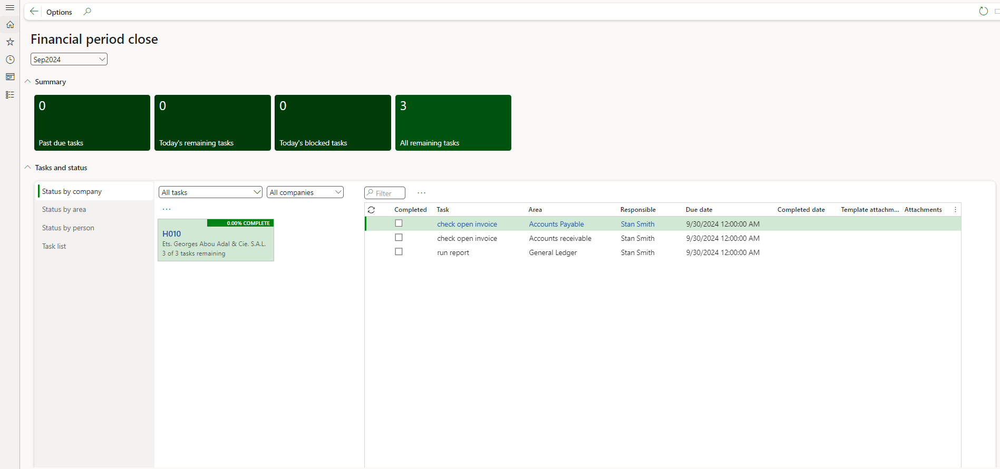 Options
Financial period close
Sep2024
Summary
0
Past due tasks
0
Today's remaining tasks
0
Today's blocked tasks
3
All remaining tasks
Tasks and status
Status by company
Status by area
Status by person
Task list
All tasks
All companies
...
0.00% COMPLETE
H010
Ets. Georges Abou Adal & Cie. S.A.L.
3 of 3 tasks remaining
Filter
...
Completed Task Area Responsible Due date Completed date Template attachm... Attachments
check open invoice Accounts Payable Stan Smith 9/30/2024 12:00:00 AM
check open invoice Accounts receivable Stan Smith 9/30/2024 12:00:00 AM
run report General Ledger Stan Smith 9/30/2024 12:00:00 AM